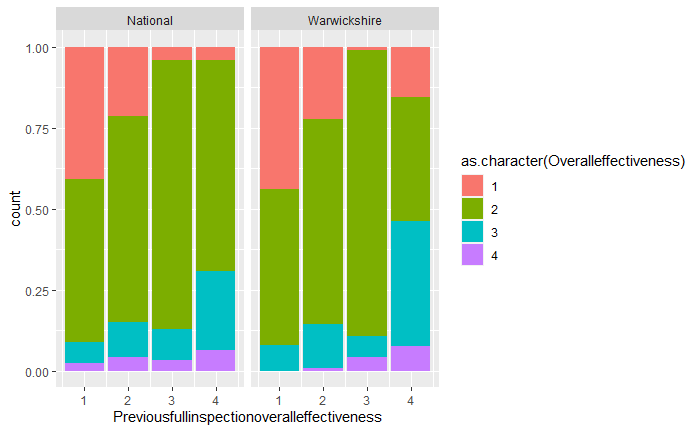 National Warwickshire
1.00
0.75
0.50
0.25
0.00
count
1 2 3 4 1 2 3 4
Previousfullinspectionoveralleffectiveness
as.character(Overalleffectiveness)
1
2
3
4